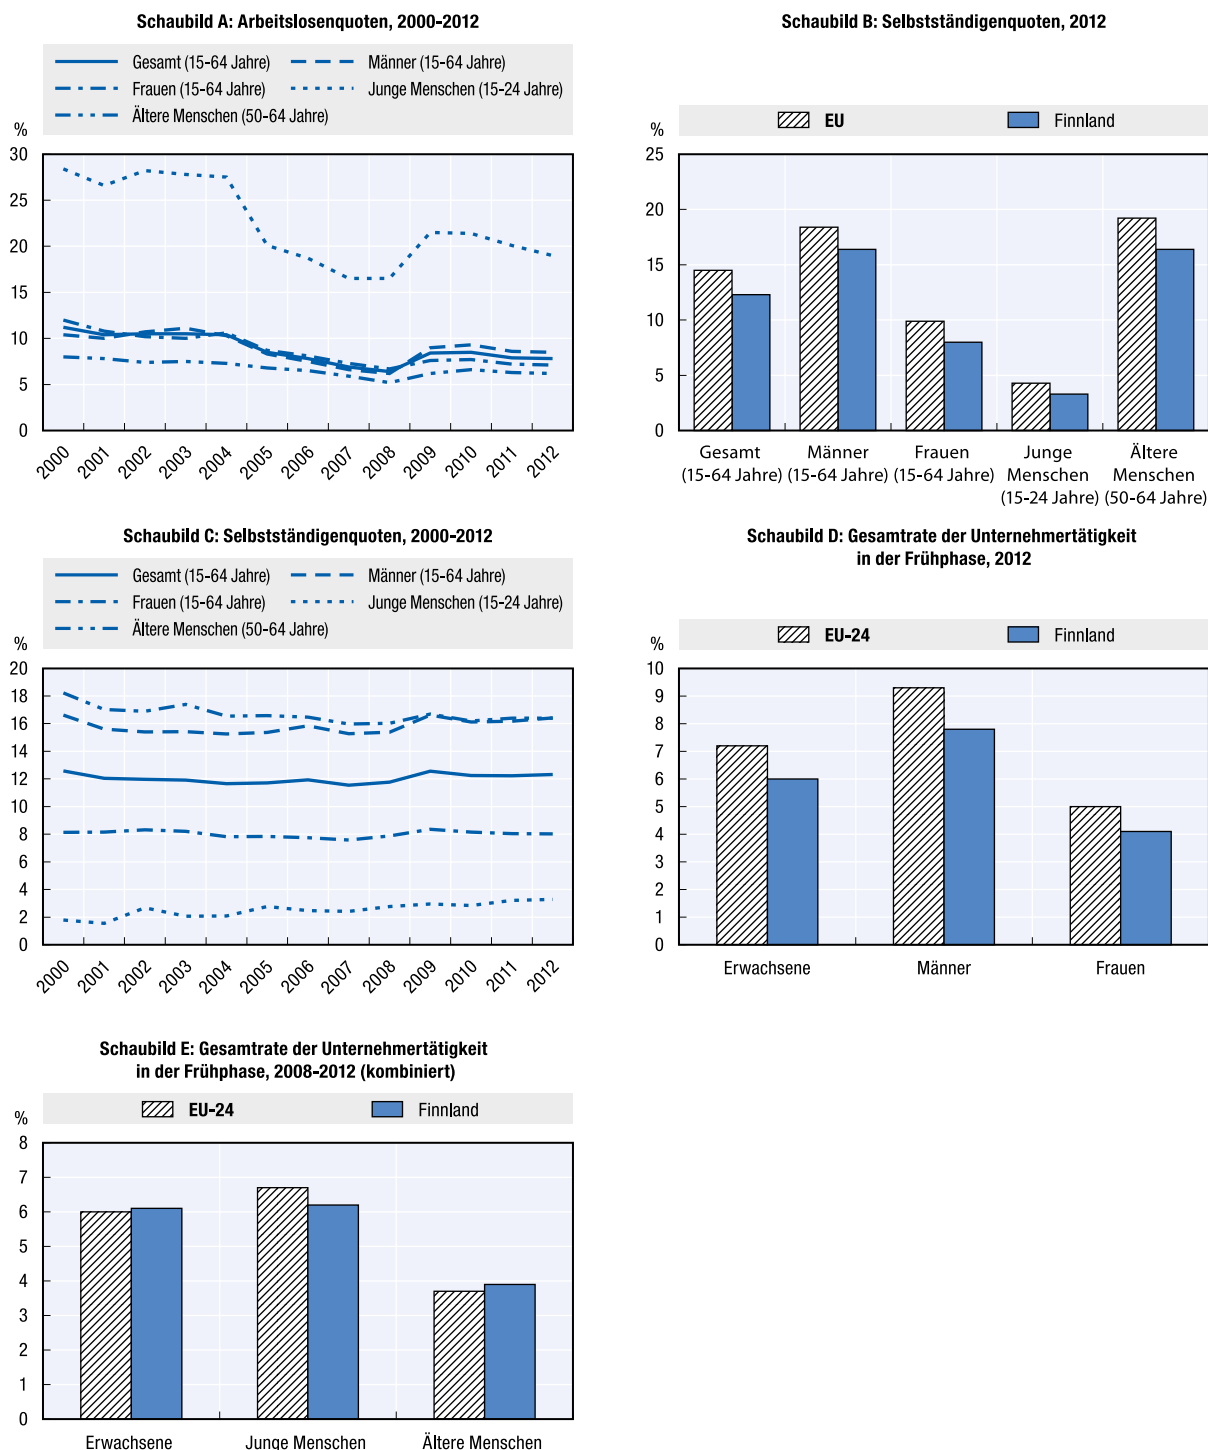 Schaubild A: Arbeitslosenquoten, 2000-2012
Gesamt (15-64 Jahre)
Männer (15-64 Jahre)
Frauen (15-64 Jahre)
Junge Menschen (15-24 Jahre)
Ältere Menschen (50-64 Jahre)
%
30
25
20
15
10
5
0
2000
2001
2002
2003
2004
2005
2006
2007
2008
2009
2010
2011
2012
Schaubild B: Selbstständigenquoten, 2012
EU
Finnland
%
25
20
15
10
5
0
Gesamt
(15-64 Jahre)
Männer
(15-64 Jahre)
Frauen
(15-64 Jahre)
Junge
Menschen
(15-24 Jahre)
Ältere
Menschen
(50-64 Jahre)
Schaubild C: Selbstständigenquoten, 2000-2012
Gesamt (15-64 Jahre)
Männer (15-64 Jahre)
Frauen (15-64 Jahre)
Junge Menschen (15-24 Jahre)
Ältere Menschen (50-64 Jahre)
%
20
18
16
14
12
10
8
6
4
2
0
2000
2001
2002
2003
2004
2005
2006
2007
2008
2009
2010
2011
2012
Schaubild D: Gesamtrate der Unternehmertätigkeit
in der Frühphase, 2012
EU-24
Finnland
%
10
9
8
7
6
5
4
3
2
1
0
Erwachsene
Männer
Frauen
Schaubild E: Gesamtrate der Unternehmertätigkeit
in der Frühphase, 2008-2012 (kombiniert)
EU-24
Finnland
%
8
7
6
5
4
3
2
1
0
Erwachsene
Junge Menschen
Ältere Menschen